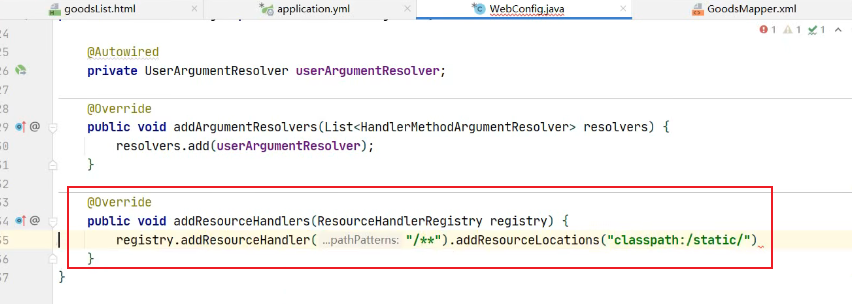 goodsList.html application.yml WebConfig.java GoodsMapper.xml
24
25 @Autowired 1 1 1
26 private UserArgumentResolver userArgumentResolver;
27
28 @Override
29 public void addArgumentResolvers(List<HandlerMethodArgumentResolver> resolvers) {
30 resolvers.add(userArgumentResolver);
31 }
32
33 @Override
34 public void addResourceHandlers(ResourceHandlerRegistry registry) {
35 registry.addResourceHandler( ...pathPatterns: "/**").addResourceLocations("classpath:/static/")
36 }
37 }